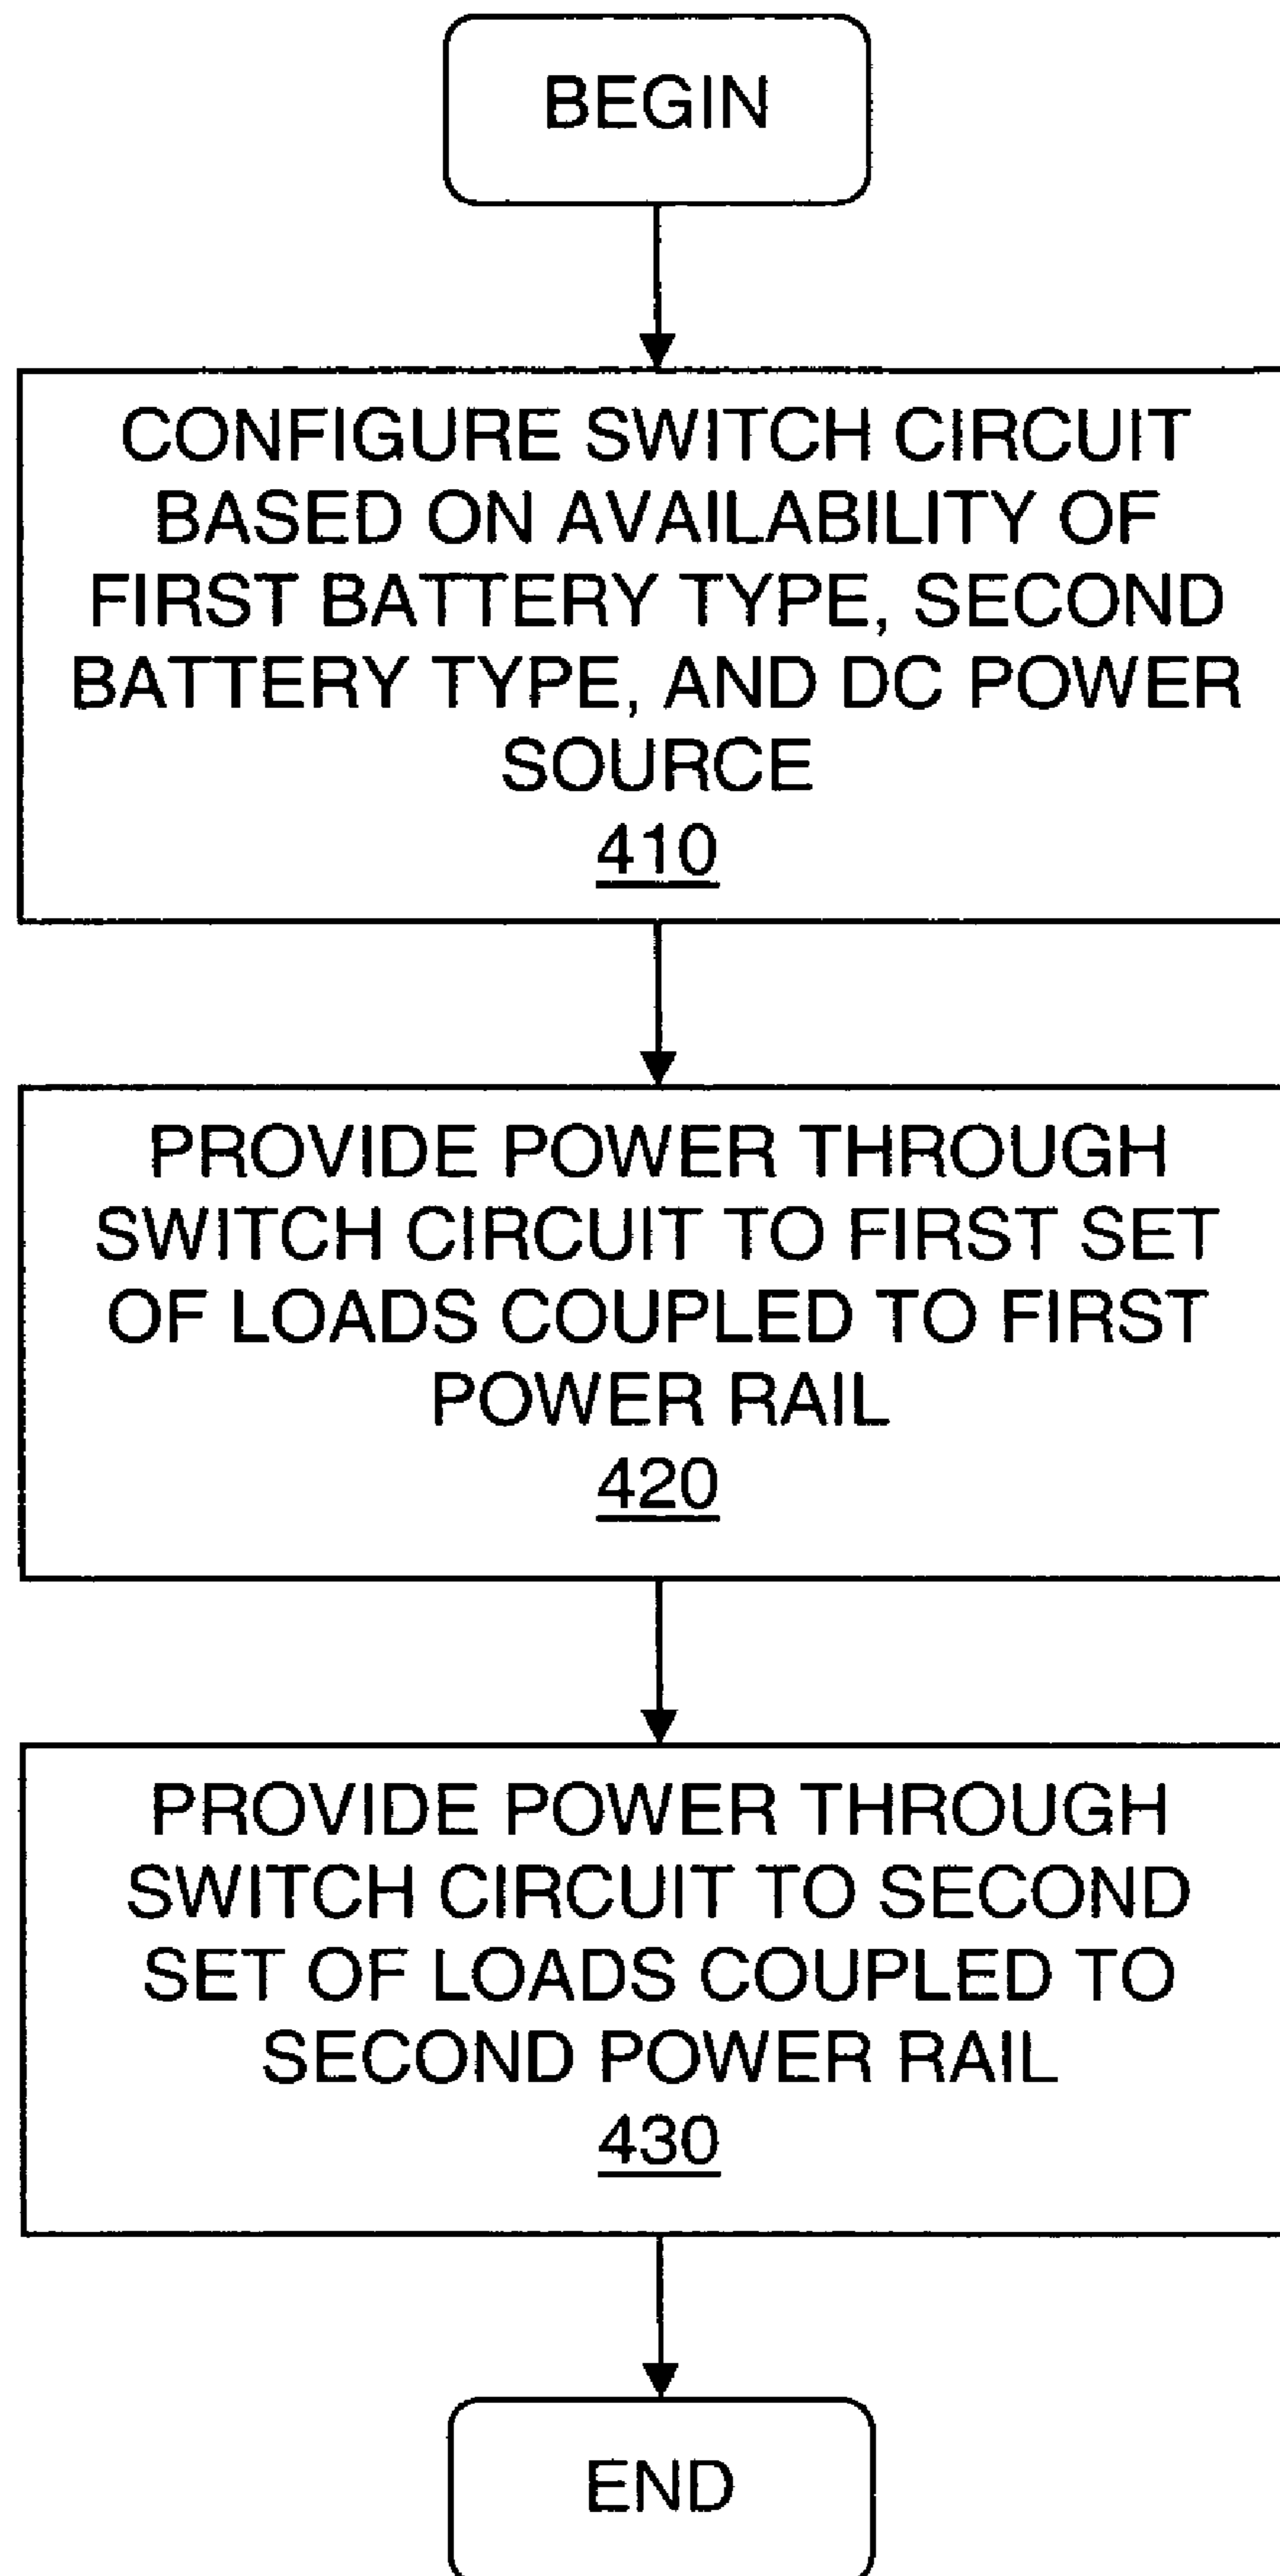 BEGIN
CONFIGURE SWITCH CIRCUIT
BASED ON AVAILABILITY OF
FIRST BATTERY TYPE, SECOND
BATTERY TYPE, AND DC POWER
SOURCE
410
PROVIDE POWER THROUGH
SWITCH CIRCUIT TO FIRST SET
OF LOADS COUPLED TO FIRST
POWER RAIL
420
PROVIDE POWER THROUGH
SWITCH CIRCUIT TO SECOND
SET OF LOADS COUPLED TO
SECOND POWER RAIL
430
END